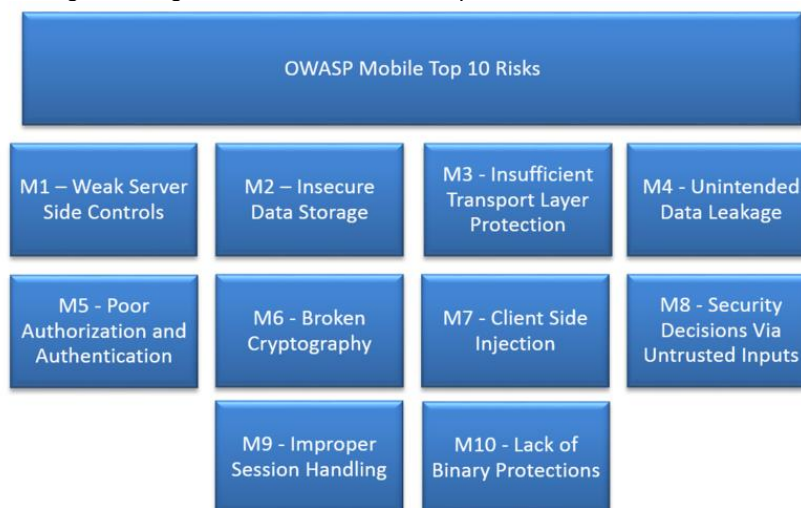 OWASP Mobile Top 10 Risks
M1 – Weak Server
Side Controls
M2 – Insecure
Data Storage
M3 - Insufficient
Transport Layer
Protection
M4 - Unintended
Data Leakage
M5 - Poor
Authorization and
Authentication
M6 - Broken
Cryptography
M7 - Client Side
Injection
M8 - Security
Decisions Via
Untrusted Inputs
M9 - Improper
Session Handling
M10 - Lack of
Binary Protections